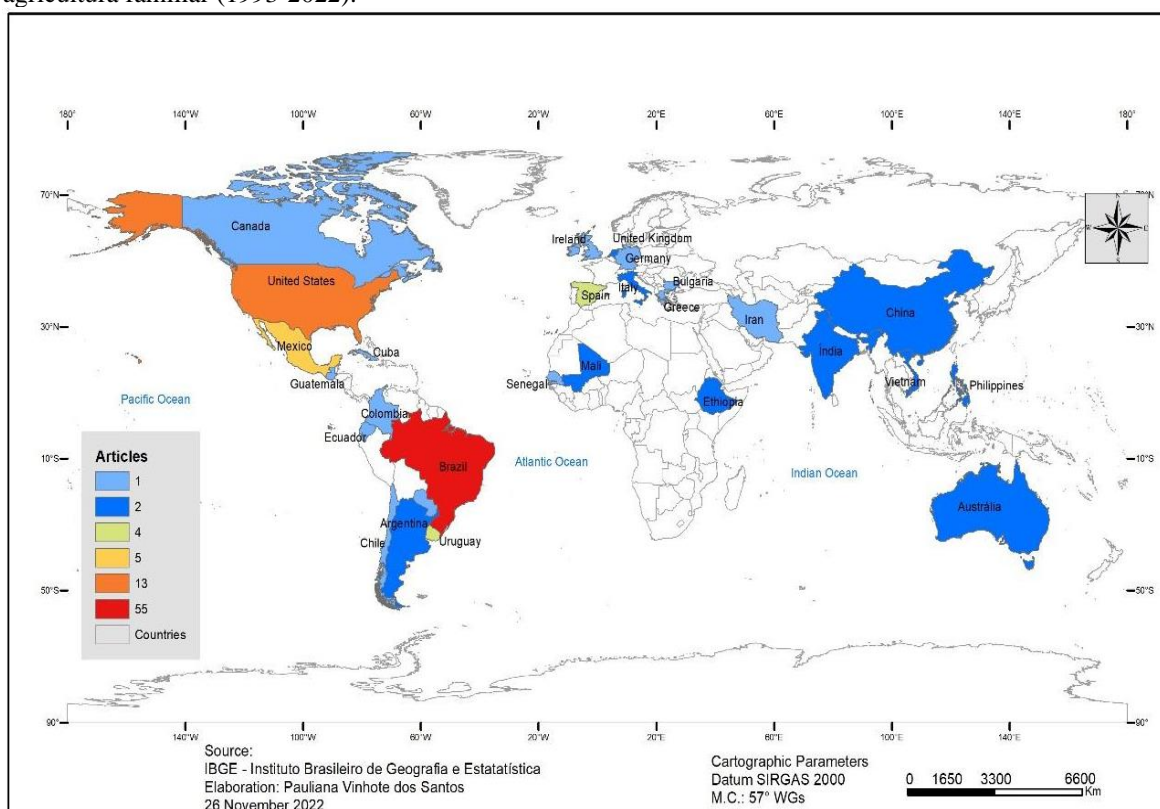 agricultura familiar (1993-2022).
180° 140°W 100°W 60°W 20°W 20°E 60°E 100°E 140°E 180°
70°N 70°N
Canada
Ireland United Kingdom
Germany
United States
Bulgaria
Italy
Spain
Greece
Iran
China
30°N 30°N
Mexico
Cuba
Mali
Índia
Guatemala
Senegal
Vietnam
Philippines
Ethiopia
Pacific Ocean
Colombia
Ecuador
Articles
1
2
4
5
13
55
Countries
10°S 10°S
Brazil
Atlantic Ocean
Indian Ocean
Austrália
Argentina
Chile
Uruguay
50°S 50°S
90° 90°
140°W 100°W 60°W 20°W 20°E 60°E 100°E 140°E
Source:
IBGE - Instituto Brasileiro de Geografia e Estatatística
Elaboration: Pauliana Vinhote dos Santos
26 November 2022
Cartographic Parameters
Datum SIRGAS 2000
M.C.: 57° WGs
0 1650 3300 6600
Km